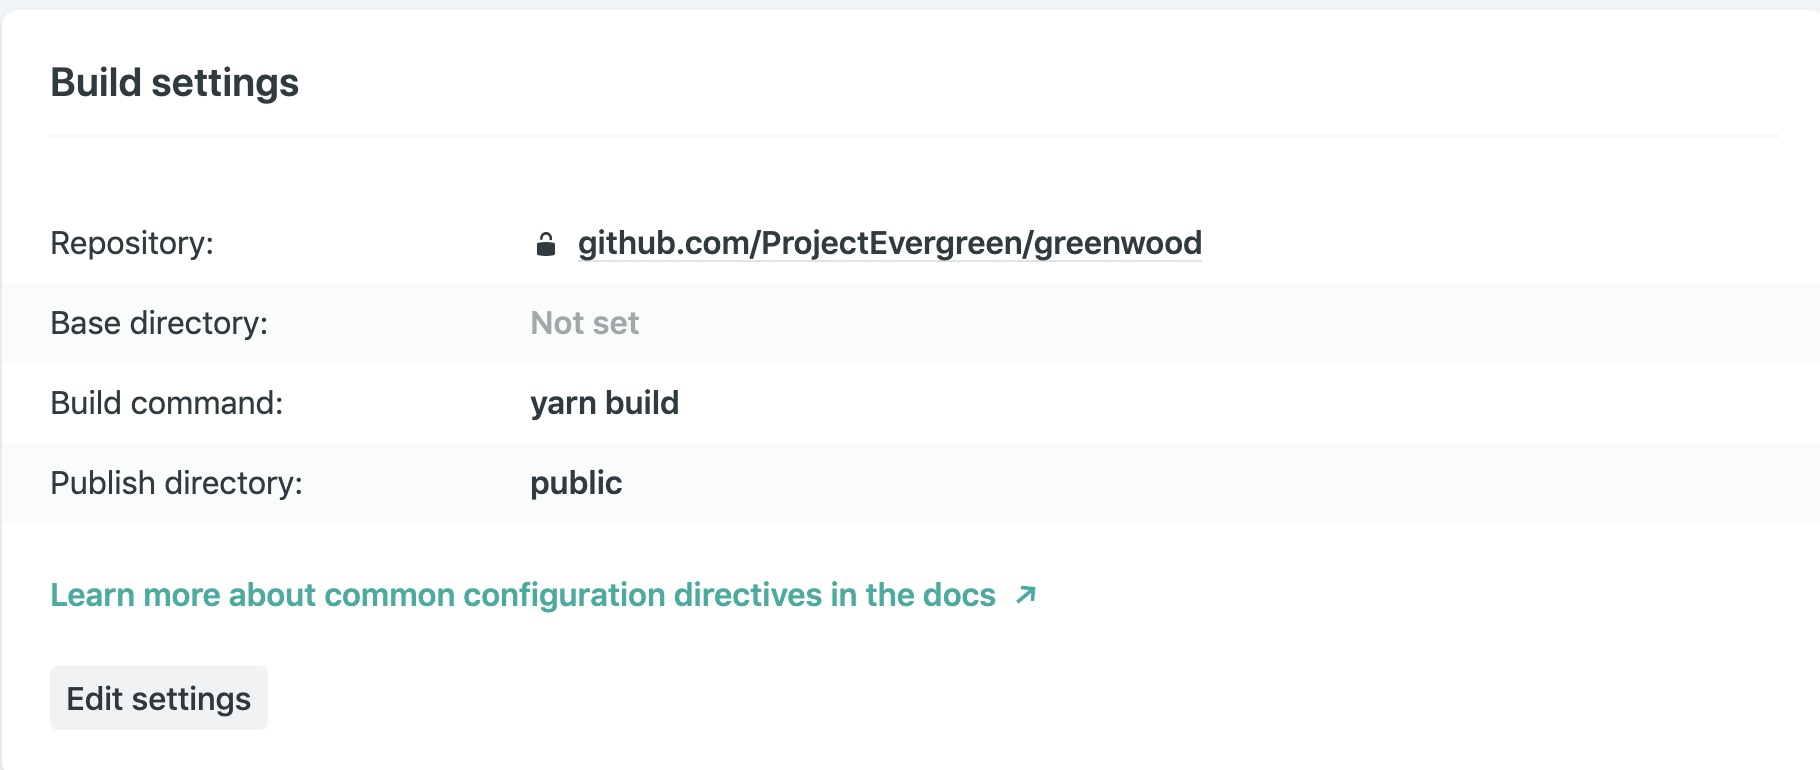 Build settings
Repository: github.com/ProjectEvergreen/greenwood
Base directory: Not set
Build command: yarn build
Publish directory: public
Learn more about common configuration directives in the docs ↗
Edit settings